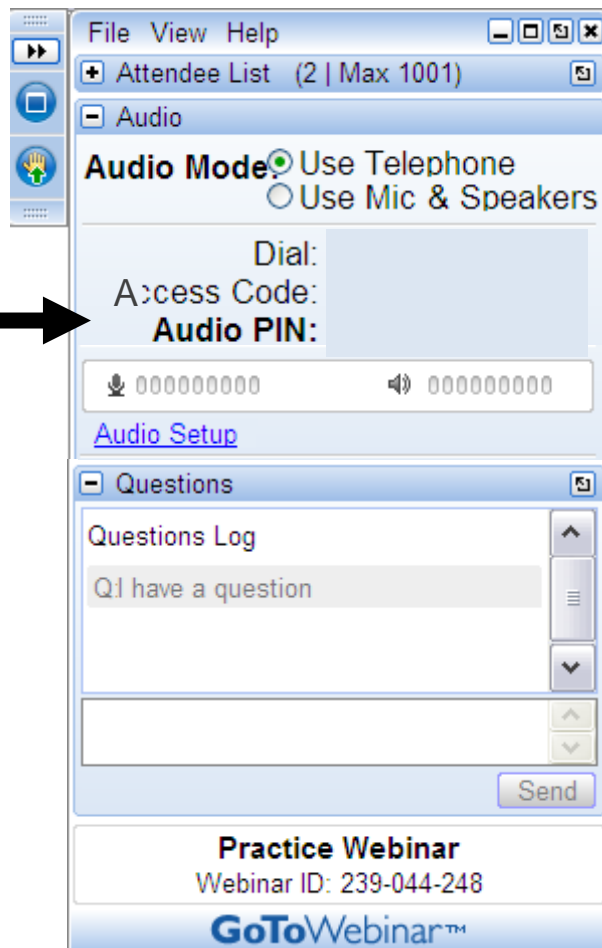 File View Help
Attendee List (2 | Max 1001)
Audio
Audio Mode: Use Telephone
Use Mic & Speakers
Dial:
Access Code:
Audio PIN:
000000000 000000000
Audio Setup
Questions
Questions Log
Q:I have a question
Send
Practice Webinar
Webinar ID: 239-044-248
GoToWebinar™